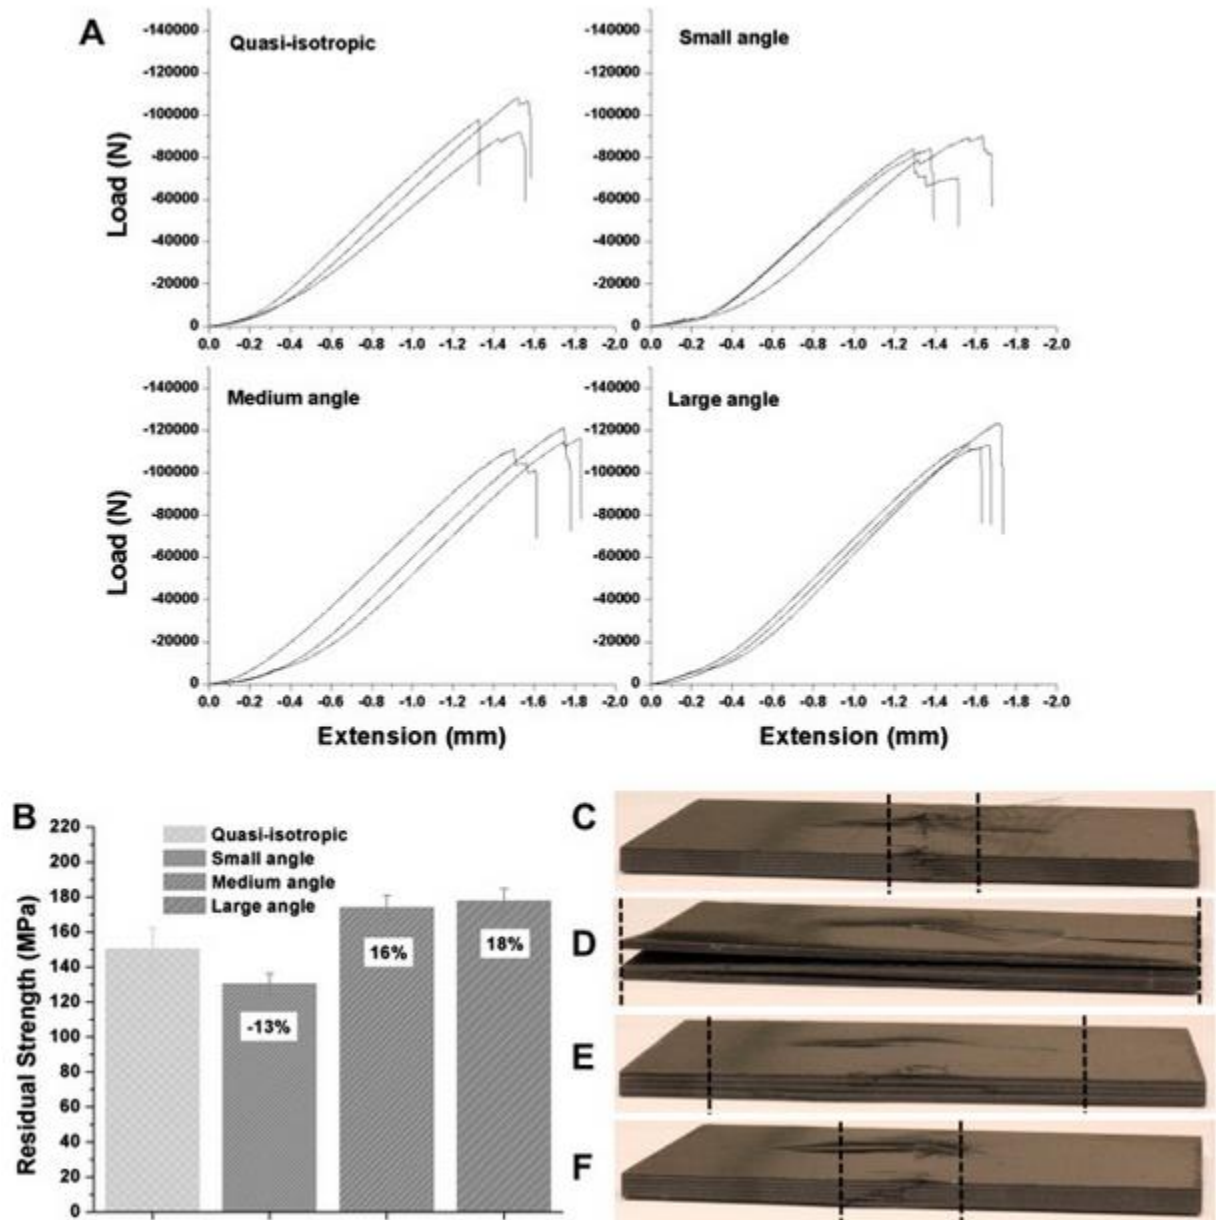 A
Quasi-isotropic
Small angle
Load (N)
-140000
-120000
-100000
-80000
-60000
-40000
-20000
0
0.0 -0.2 -0.4 -0.6 -0.8 -1.0 -1.2 -1.4 -1.6 -1.8 -2.0
-140000
-120000
-100000
-80000
-60000
-40000
-20000
0
0.0 -0.2 -0.4 -0.6 -0.8 -1.0 -1.2 -1.4 -1.6 -1.8 -2.0
Medium angle
Large angle
Load (N)
-140000
-120000
-100000
-80000
-60000
-40000
-20000
0
0.0 -0.2 -0.4 -0.6 -0.8 -1.0 -1.2 -1.4 -1.6 -1.8 -2.0
Extension (mm)
-140000
-120000
-100000
-80000
-60000
-40000
-20000
0
0.0 -0.2 -0.4 -0.6 -0.8 -1.0 -1.2 -1.4 -1.6 -1.8 -2.0
Extension (mm)
B
Residual Strength (MPa)
220
200
180
160
140
120
100
80
60
40
20
0
Quasi-isotropic
Small angle
Medium angle
Large angle
-13%
16%
18%
C
D
E
F